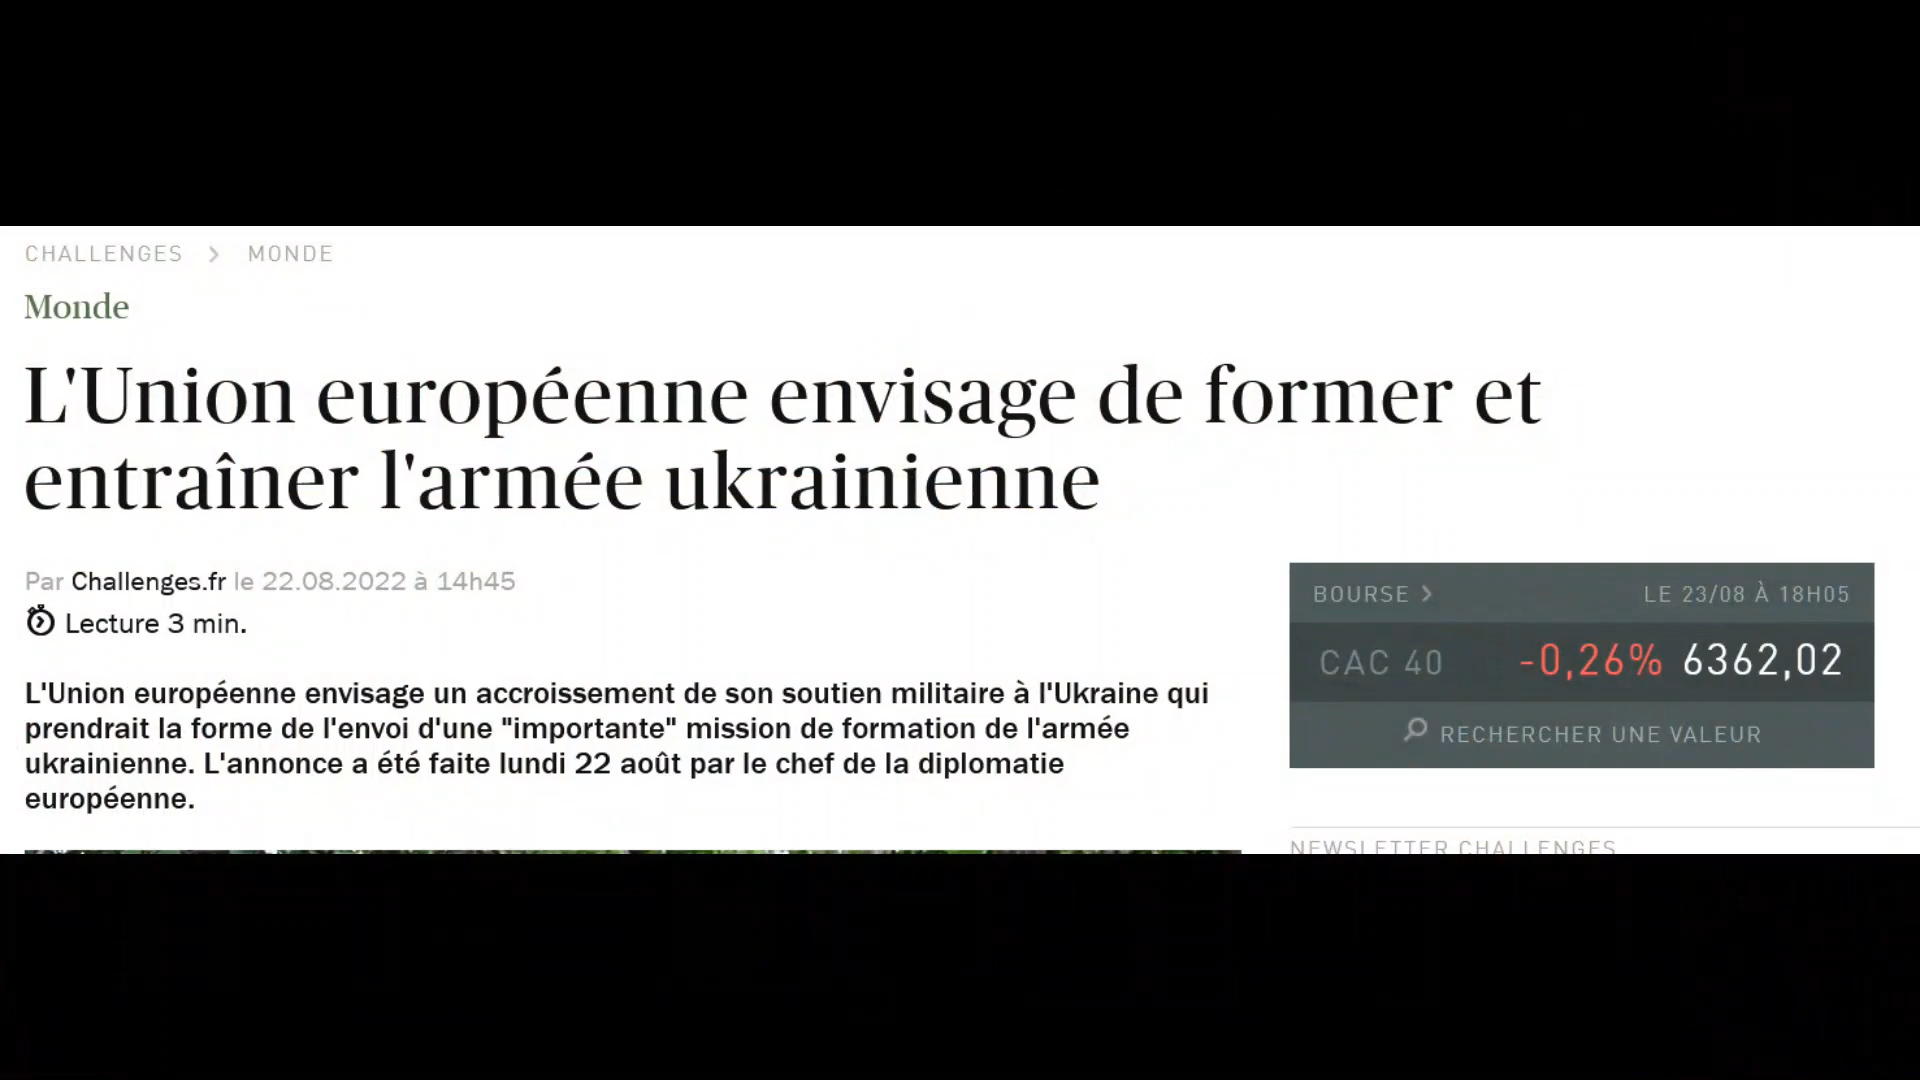 CHALLENGES > MONDE
Monde
L'Union européenne envisage de former et
entraîner l'armée ukrainienne
Par Challenges.fr le 22.08.2022 à 14h45
Lecture 3 min.
L'Union européenne envisage un accroissement de son soutien militaire à l'Ukraine qui
prendrait la forme de l'envoi d'une "importante" mission de formation de l'armée
ukrainienne. L'annonce a été faite lundi 22 août par le chef de la diplomatie
européenne.
BOURSE > LE 23/08 À 18H05
CAC 40 -0,26% 6362,02
RECHERCHER UNE VALEUR
NEWSLETTER CHALLENGES